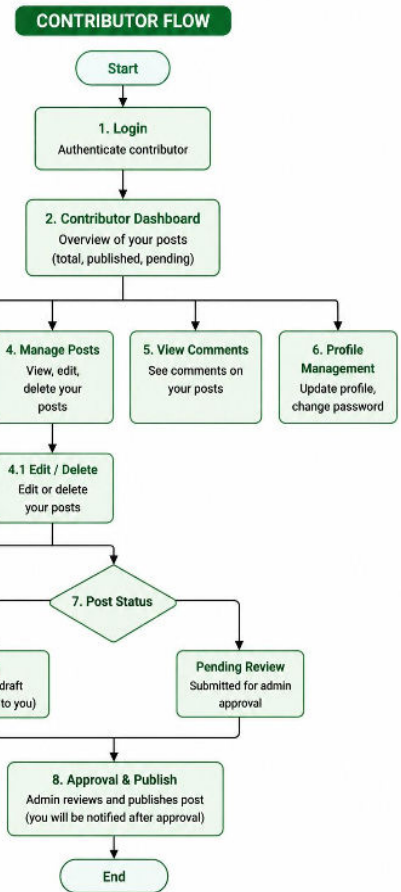 CONTRIBUTOR FLOW
Start
1. Login
Authenticate contributor
2. Contributor Dashboard
Overview of your posts
(total, published, pending)
4. Manage Posts
View, edit,
delete your
posts
5. View Comments
See comments on
your posts
6. Profile
Management
Update profile,
change password
4.1 Edit / Delete
Edit or delete
your posts
7. Post Status
draft
to you)
Pending Review
Submitted for admin
approval
8. Approval & Publish
Admin reviews and publishes post
(you will be notified after approval)
End